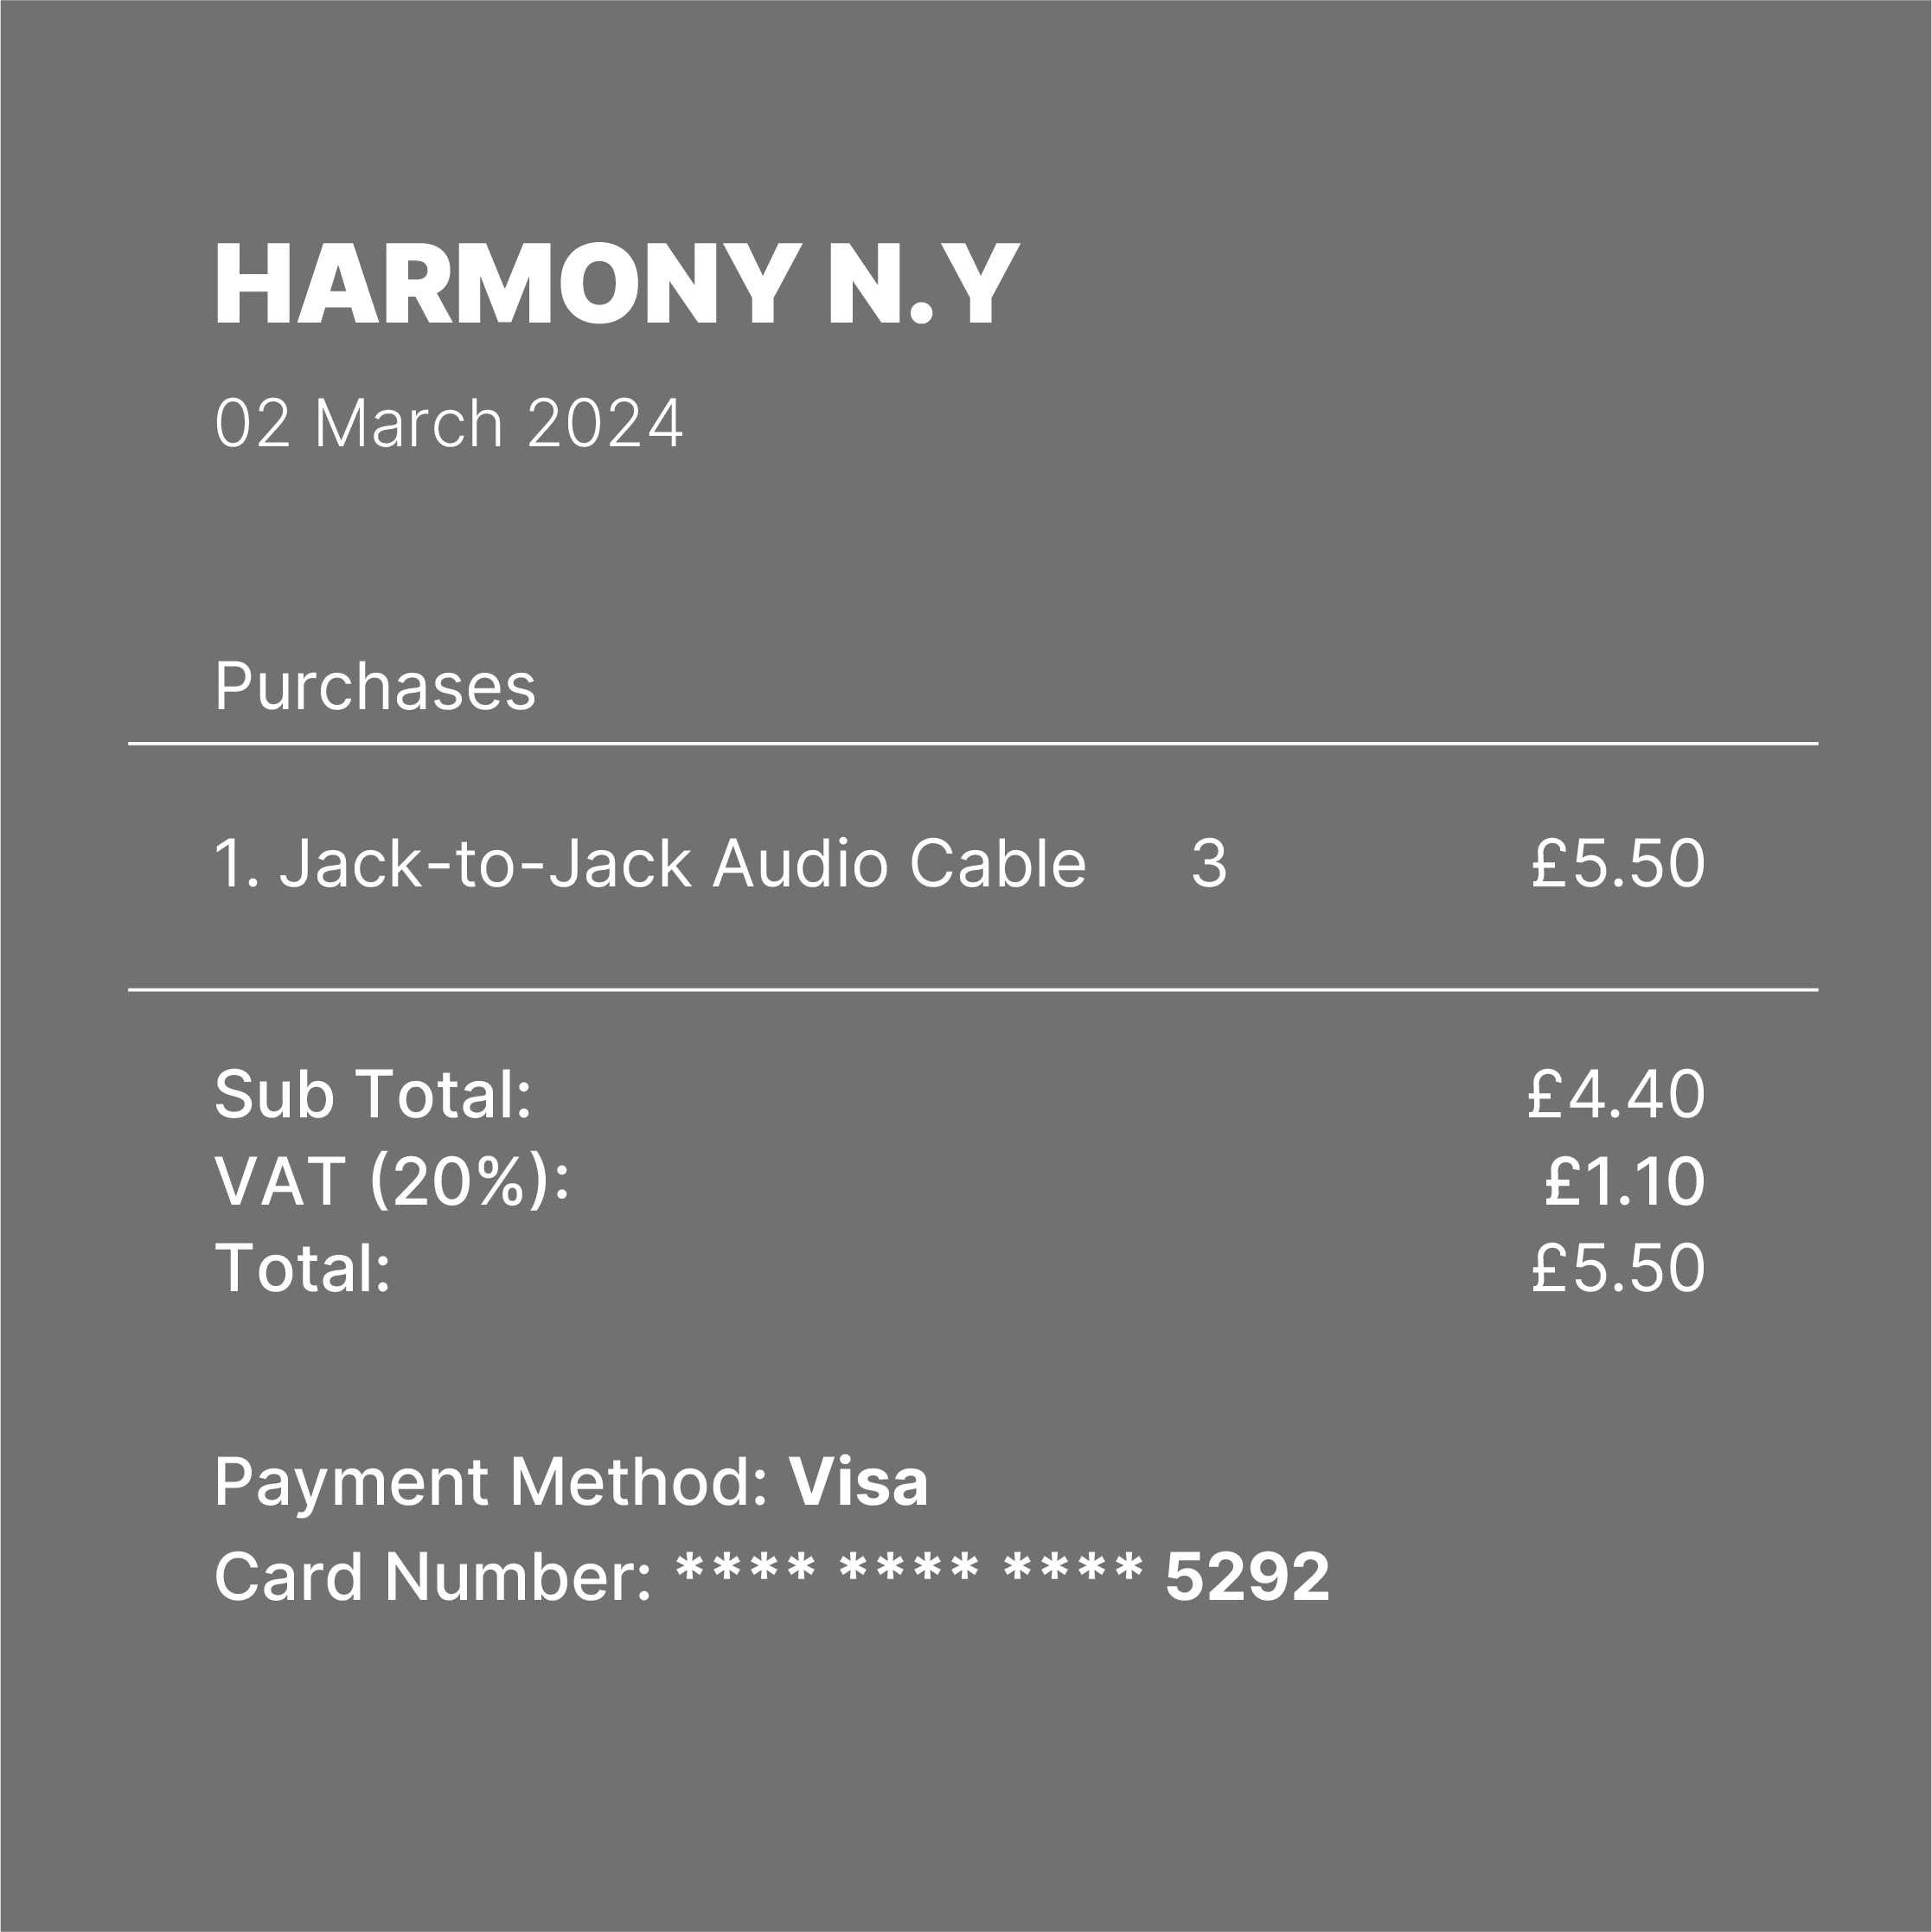 HARMONY N.Y
02 March 2024
Purchases
1. Jack-to-Jack Audio Cable 3 £5.50
Sub Total: £4.40
VAT (20%): £1.10
Total: £5.50
Payment Method: Visa
Card Number: **** **** **** 5292